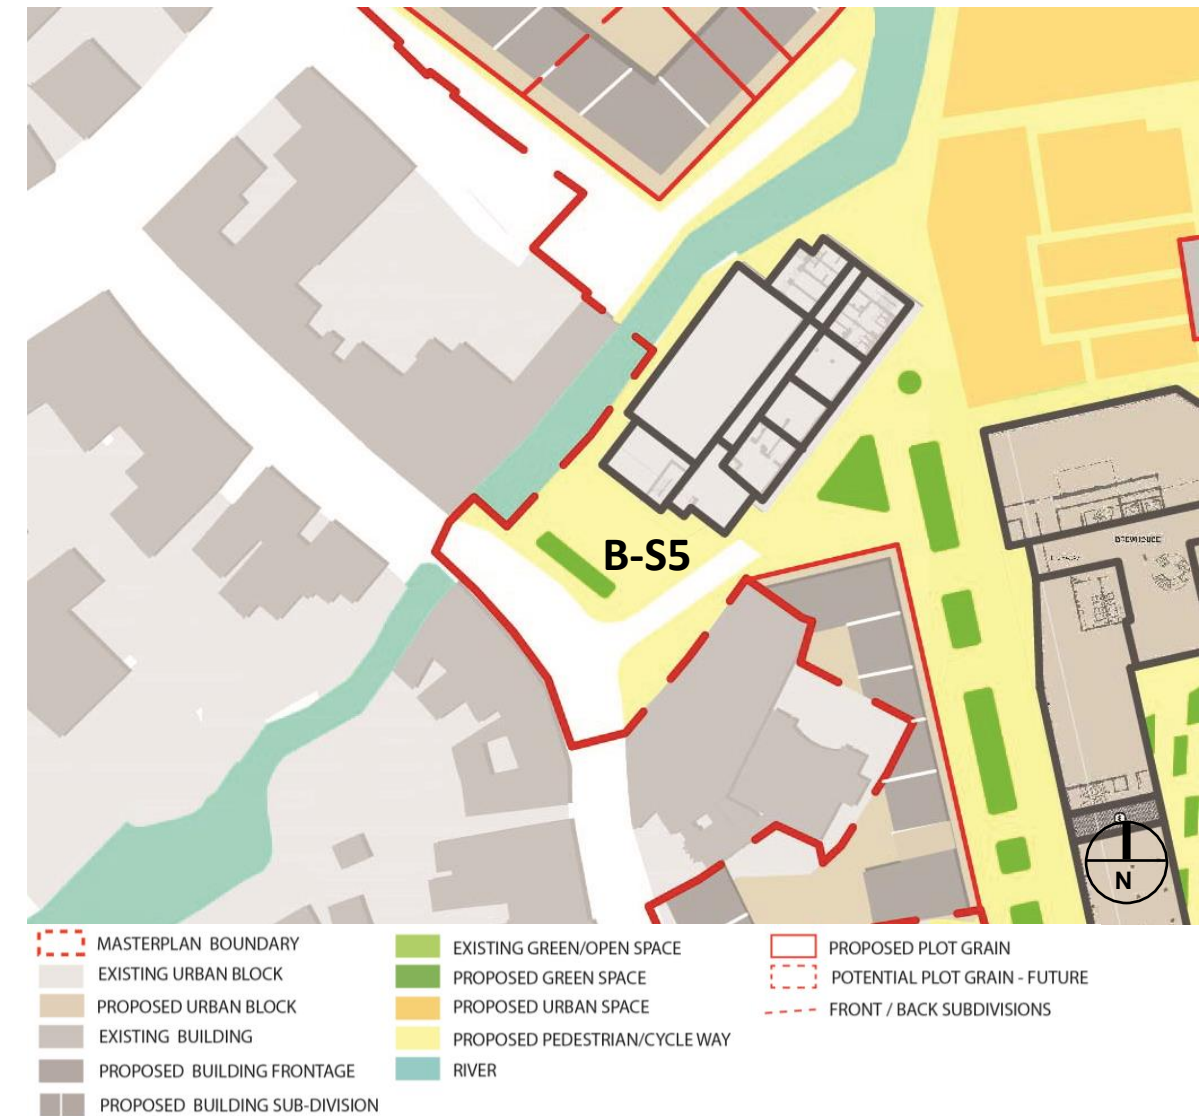 B-S5
BREWHOUSE
N
MASTERPLAN BOUNDARY
EXISTING URBAN BLOCK
PROPOSED URBAN BLOCK
EXISTING BUILDING
PROPOSED BUILDING FRONTAGE
PROPOSED BUILDING SUB-DIVISION
EXISTING GREEN/OPEN SPACE
PROPOSED GREEN SPACE
PROPOSED URBAN SPACE
PROPOSED PEDESTRIAN/CYCLE WAY
RIVER
PROPOSED PLOT GRAIN
POTENTIAL PLOT GRAIN - FUTURE
FRONT / BACK SUBDIVISIONS